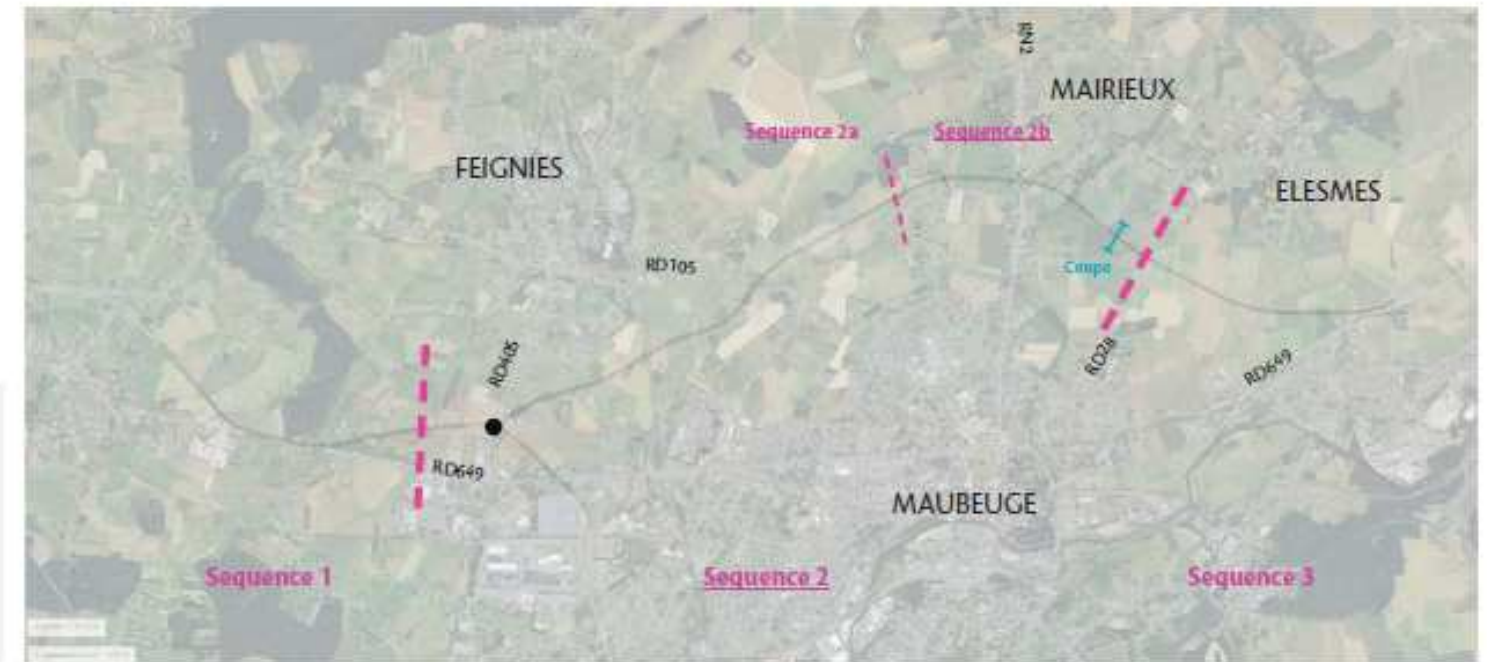 RN2
MAIRIEUX
Sequence 2a
Sequence 2b
FEIGNIES
ELESMES
RD105
Coupe
RD405
RD28
RD649
RD649
MAUBEUGE
Sequence 1
Sequence 2
Sequence 3